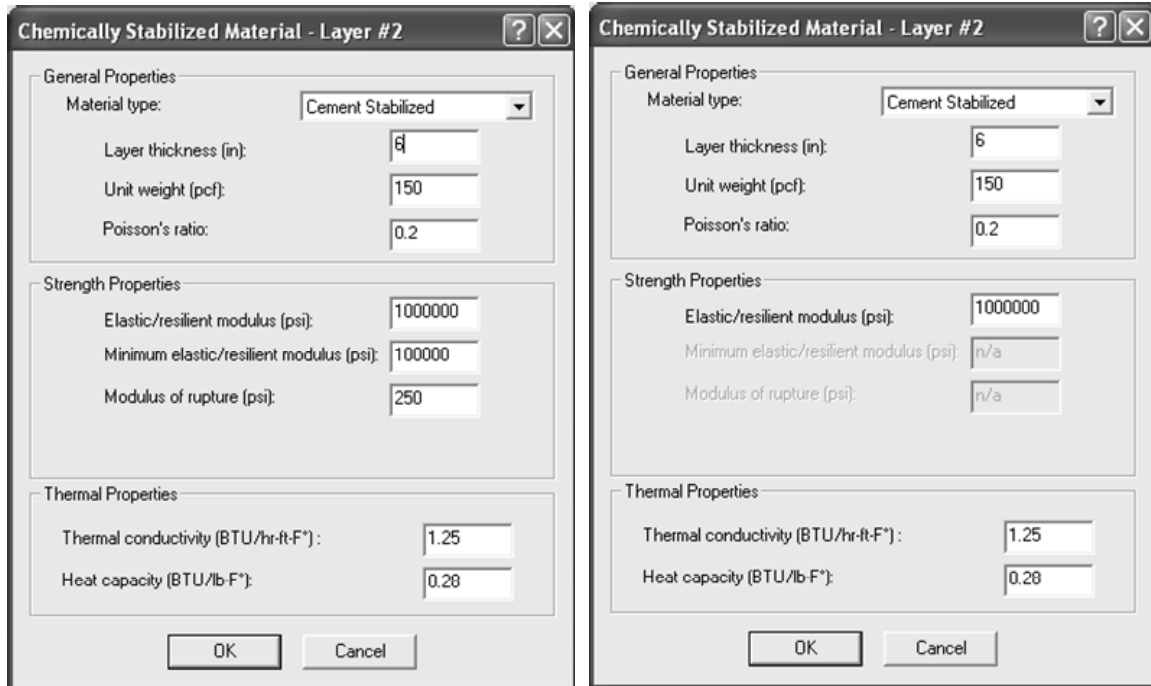 Chemically Stabilized Material - Layer #2
General Properties
Material type: Cement Stabilized
Layer thickness (in): 6
Unit weight (pcf): 150
Poisson's ratio: 0.2
Strength Properties
Elastic/resilient modulus (psi): 1000000
Minimum elastic/resilient modulus (psi): 100000
Modulus of rupture (psi): 250
Thermal Properties
Thermal conductivity (BTU/hr-ft-F°) : 1.25
Heat capacity (BTU/lb-F°): 0.28
OK Cancel
Chemically Stabilized Material - Layer #2
General Properties
Material type: Cement Stabilized
Layer thickness (in): 6
Unit weight (pcf): 150
Poisson's ratio: 0.2
Strength Properties
Elastic/resilient modulus (psi): 1000000
Minimum elastic/resilient modulus (psi): n/a
Modulus of rupture (psi): n/a
Thermal Properties
Thermal conductivity (BTU/hr-ft-F°) : 1.25
Heat capacity (BTU/lb-F°): 0.28
OK Cancel